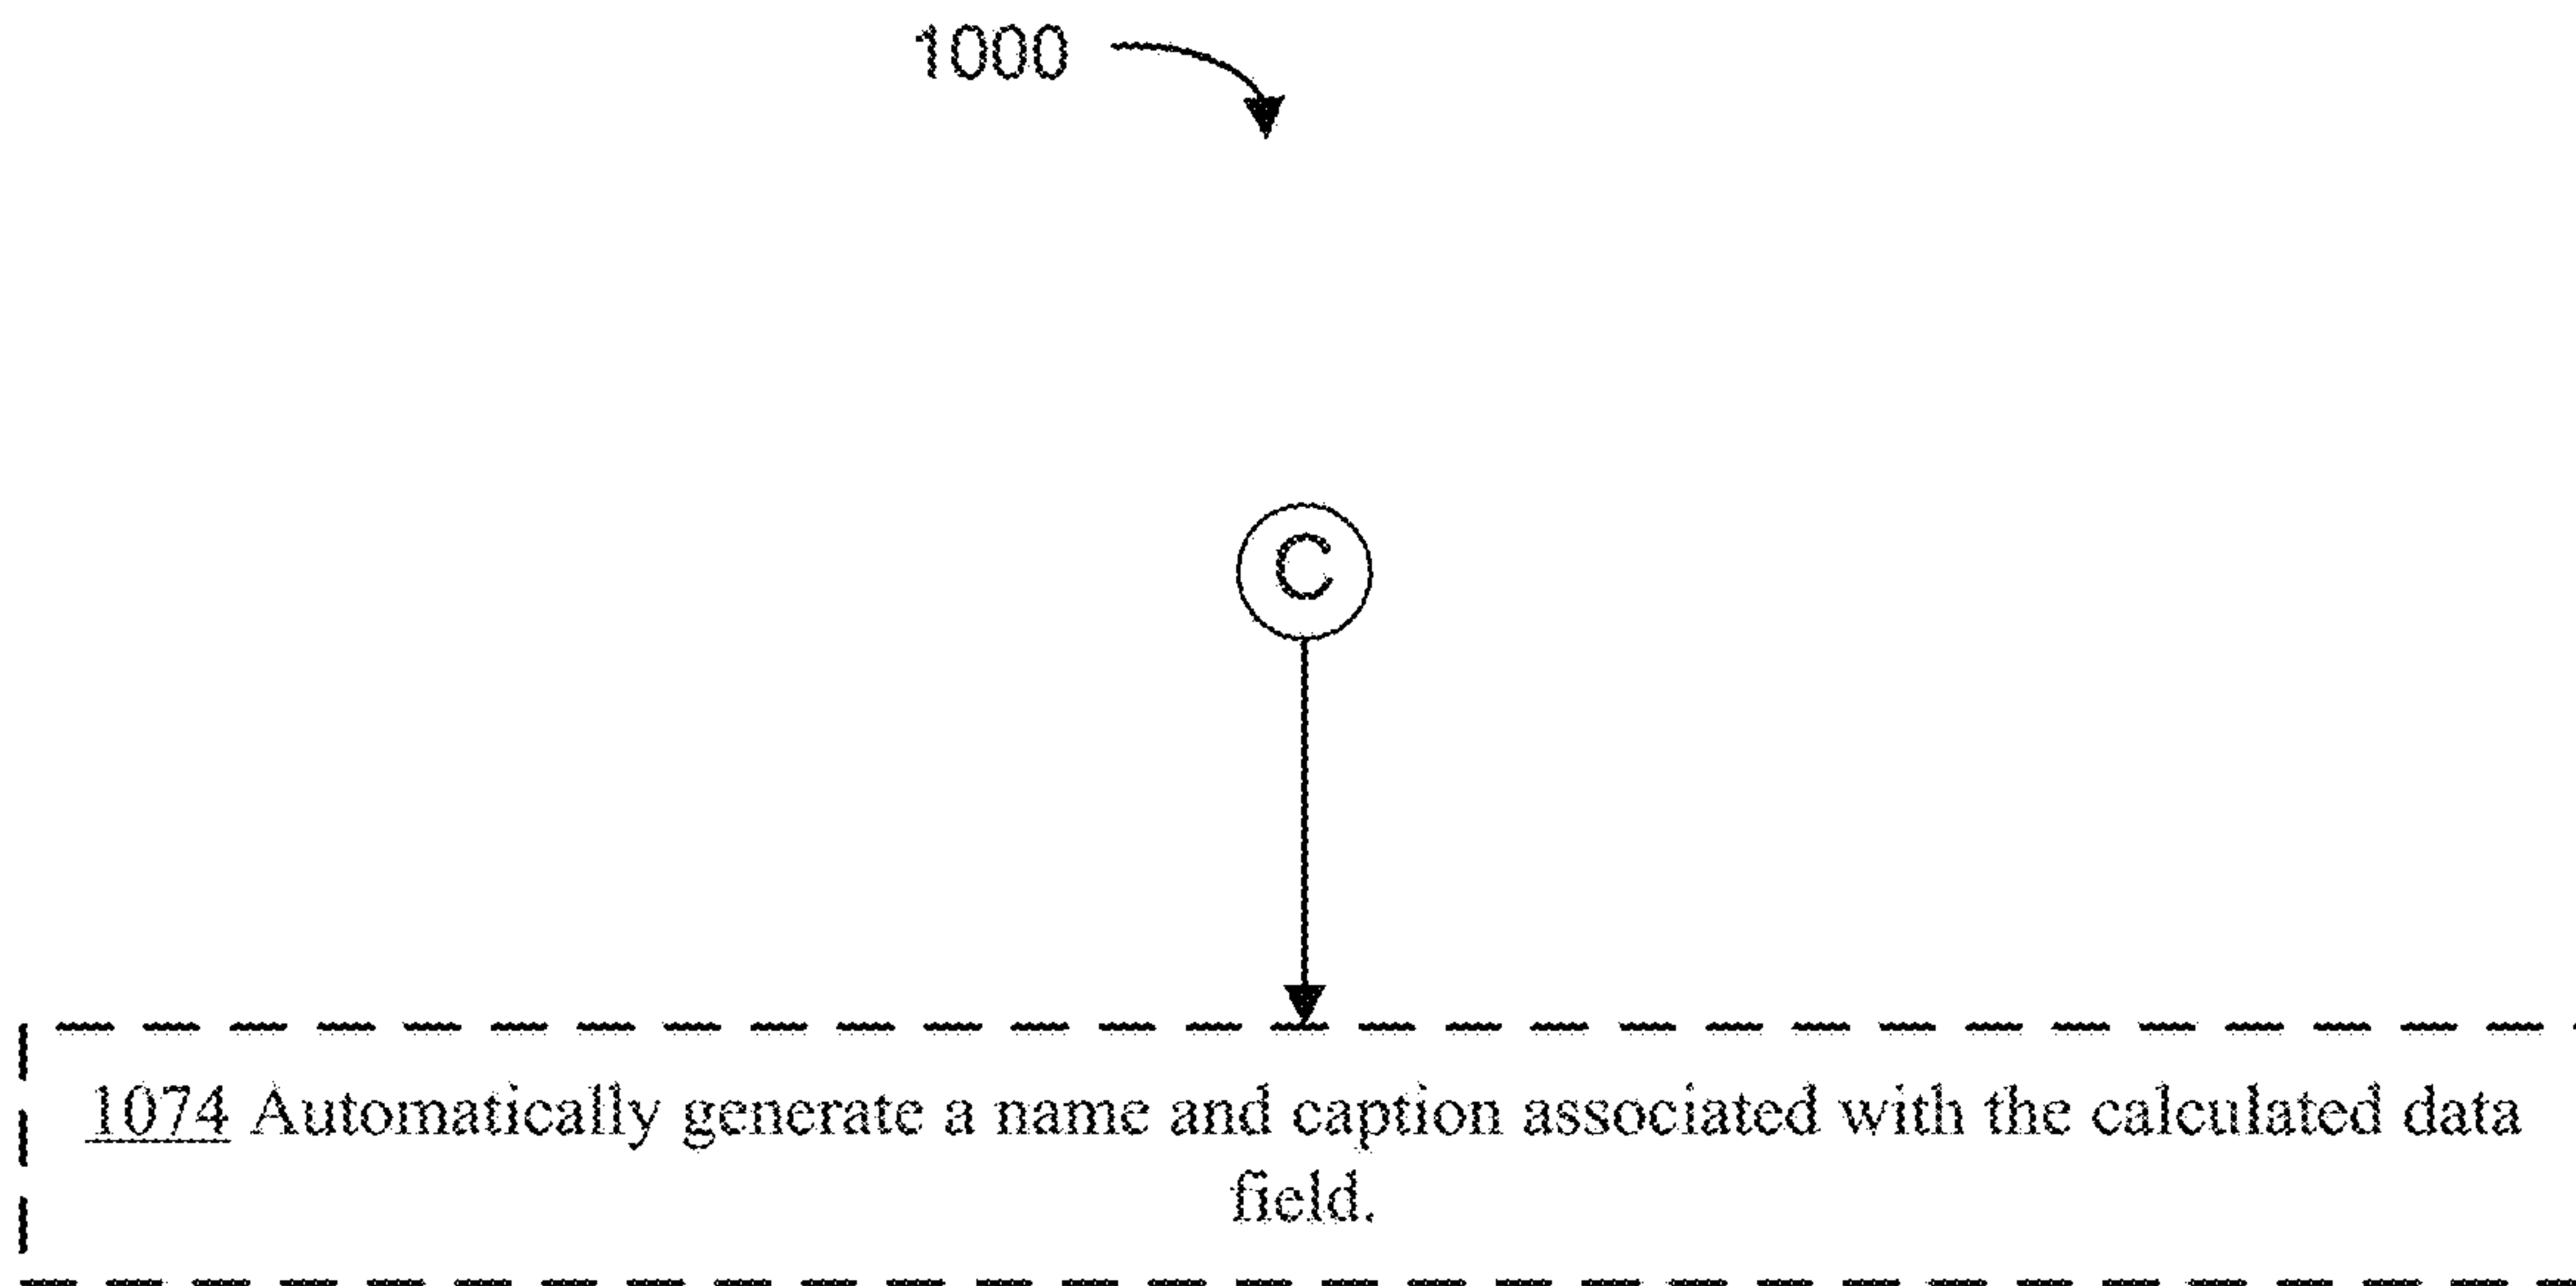 1000
C
1074 Automatically generate a name and caption associated with the calculated data
field.